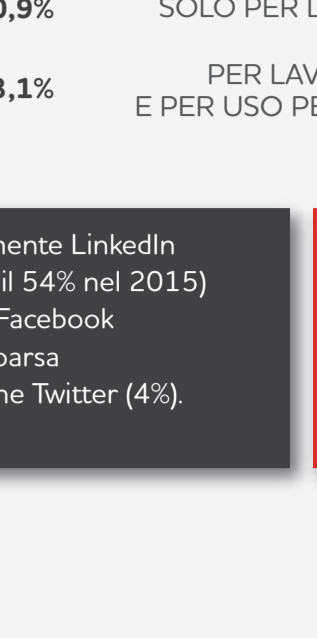 0,9% SOLO PER L
3,1% PER LAV
E PER USO PE
mente LinkedIn
il 54% nel 2015)
Facebook
parsa
ne Twitter (4%).